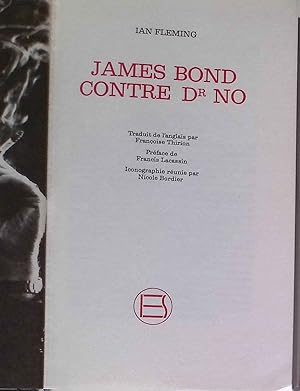 IAN FLEMING
JAMES BOND
CONTRE Dʀ NO
Traduit de l'anglais par
Françoise Thirion
Préface de
Francis Lacassin
Iconographie réunie par
Nicole Bordier